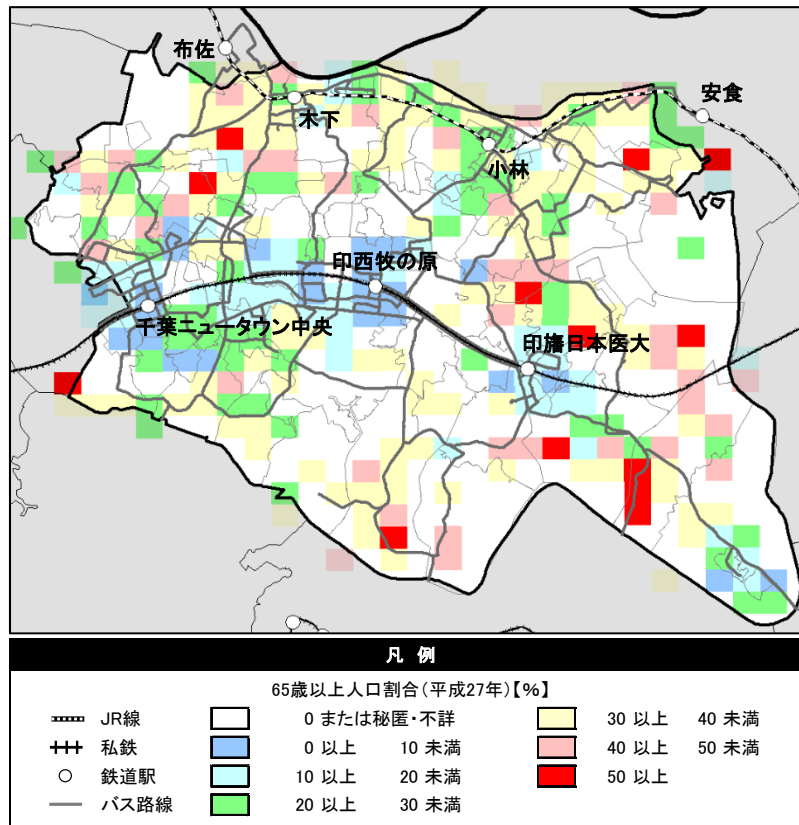 布佐
木下
安食
小林
印西牧の原
千葉ニュータウン中央
印旛日本医大
凡 例
65歳以上人口割合(平成27年)【%】
JR線 0 または秘匿・不詳 30 以上 40 未満
私鉄 0 以上 10 未満 40 以上 50 未満
鉄道駅 10 以上 20 未満 50 以上
バス路線 20 以上 30 未満